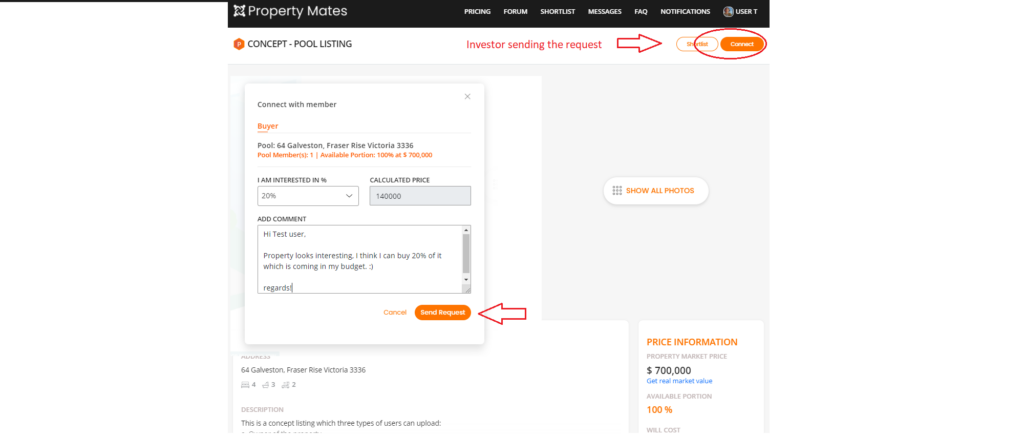 Property Mates
PRICING FORUM SHORTLIST MESSAGES FAQ NOTIFICATIONS USER T
CONCEPT - POOL LISTING
Investor sending the request
Shortlist
Connect
Connect with member
Buyer
Pool: 64 Galveston, Fraser Rise Victoria 3336
Pool Member(s): 1 | Available Portion: 100% at $ 700,000
I AM INTERESTED IN %
CALCULATED PRICE
20%
140000
ADD COMMENT
Hi Test user,
Property looks interesting, I think I can buy 20% of it
which is coming in my budget. :)
regards!
Cancel
Send Request
SHOW ALL PHOTOS
ADDRESS
64 Galveston, Fraser Rise Victoria 3336
4 3 2
DESCRIPTION
This is a concept listing which three types of users can upload:
PRICE INFORMATION
PROPERTY MARKET PRICE
$ 700,000
Get real market value
AVAILABLE PORTION
100 %
WILL COST